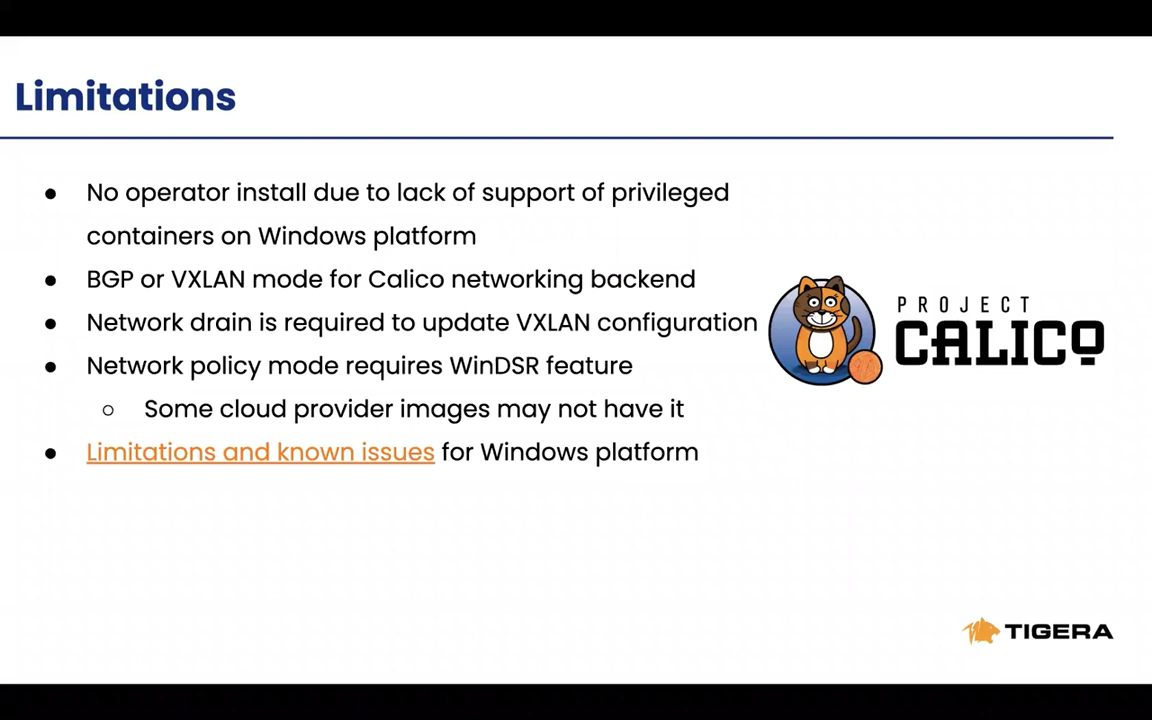 Limitations
● No operator install due to lack of support of privileged
containers on Windows platform
● BGP or VXLAN mode for Calico networking backend
● Network drain is required to update VXLAN configuration
● Network policy mode requires WinDSR feature
○ Some cloud provider images may not have it
● Limitations and known issues for Windows platform
PROJECT
CALICO
TIGERA